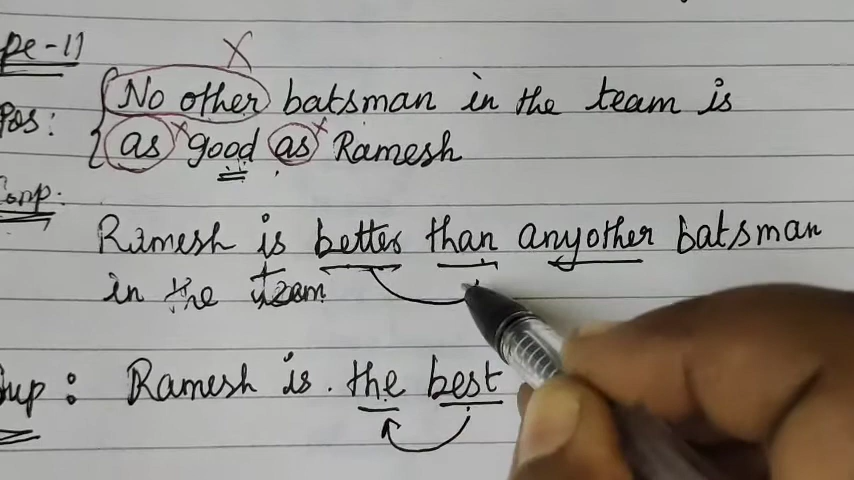 pe-11
No other batsman in the team is
Pos: as good as Ramesh
Comp:
Ramesh is better than anyother batsman
in the team
Sup: Ramesh is. the best